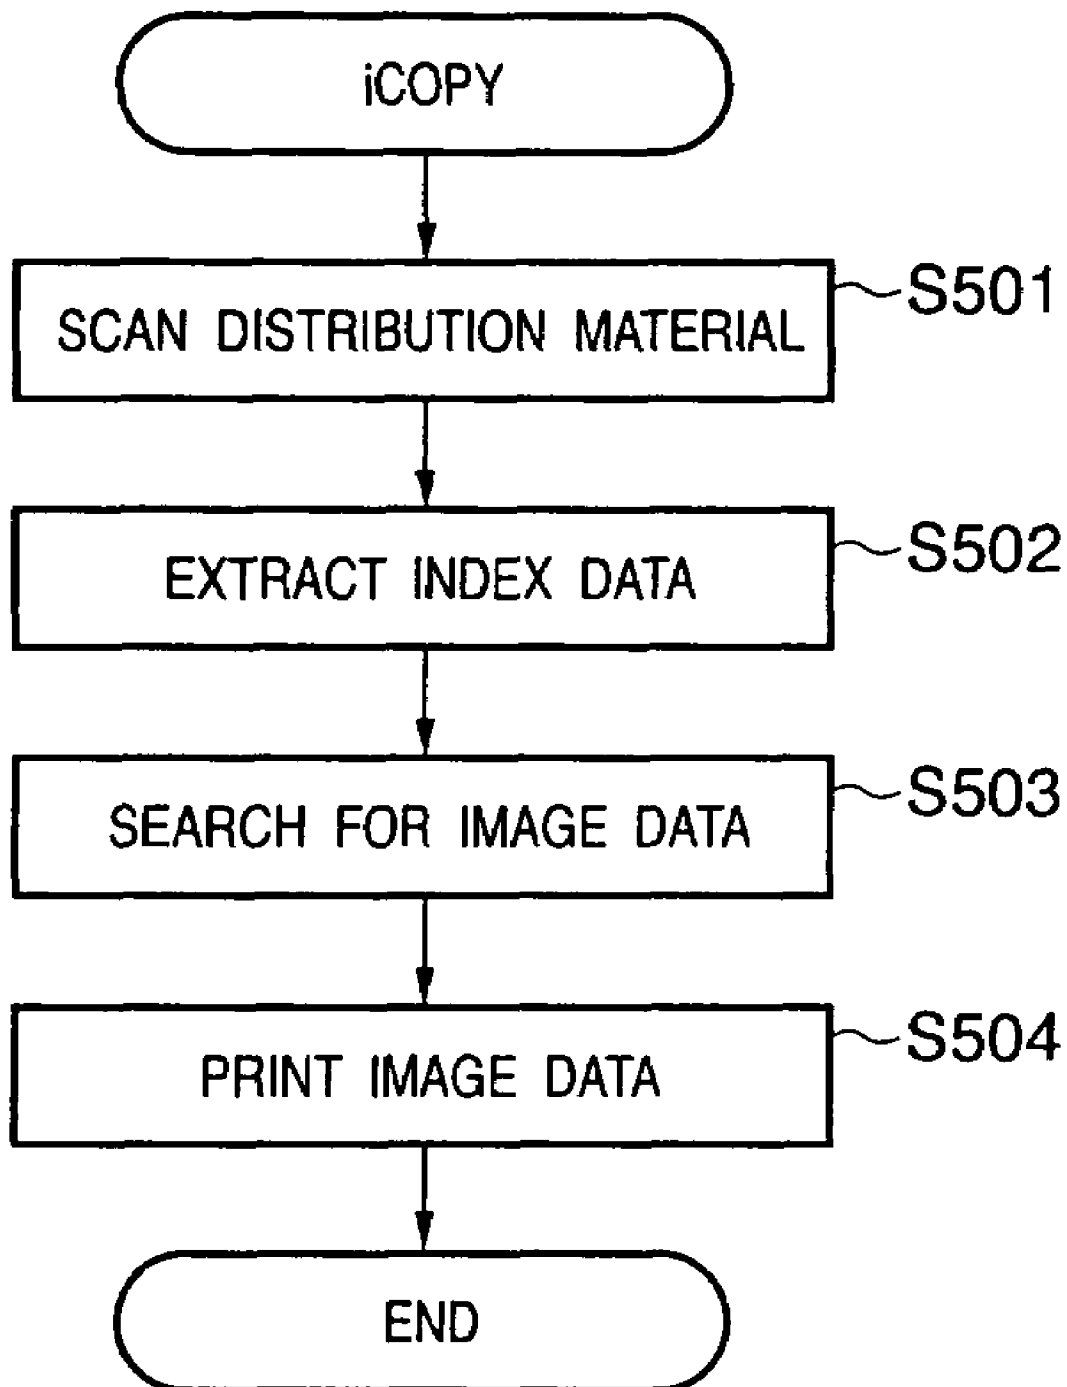 iCOPY
SCAN DISTRIBUTION MATERIAL
S501
EXTRACT INDEX DATA
S502
SEARCH FOR IMAGE DATA
S503
PRINT IMAGE DATA
S504
END